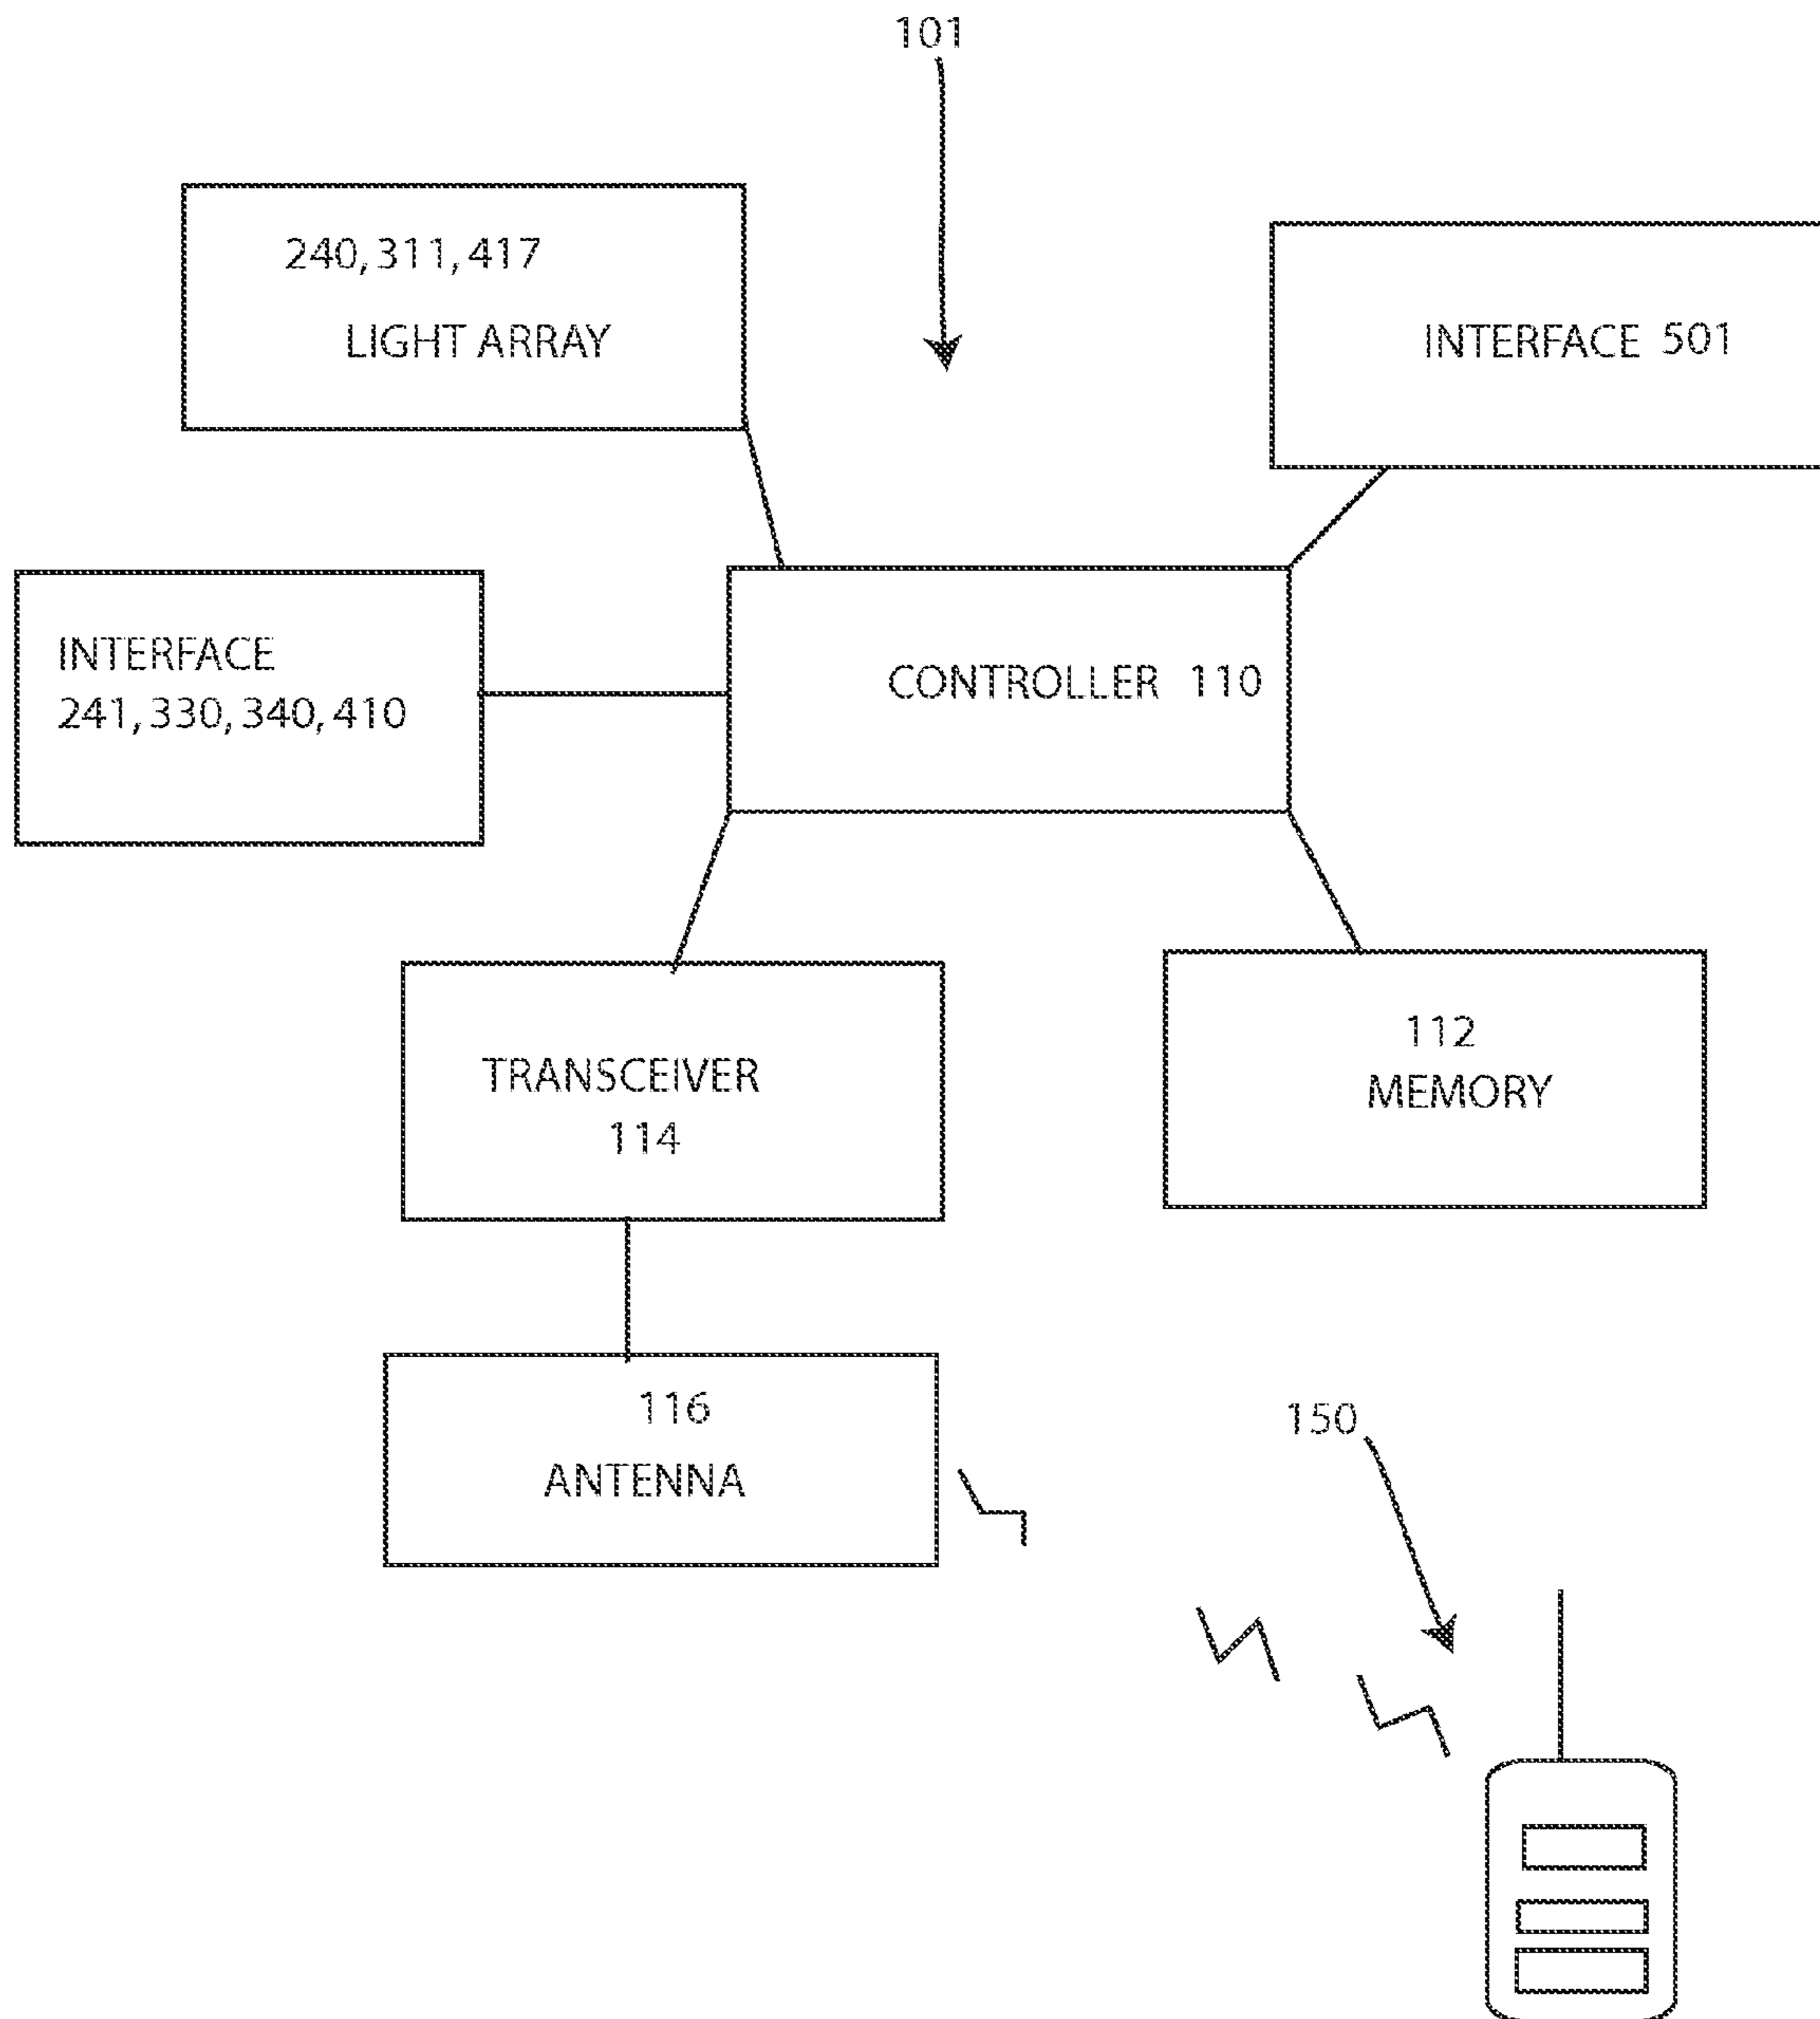 101
240, 311, 417
LIGHT ARRAY
INTERFACE 501
INTERFACE
241, 330, 340, 410
CONTROLLER 110
TRANSCEIVER
114
112
MEMORY
116
ANTENNA
150